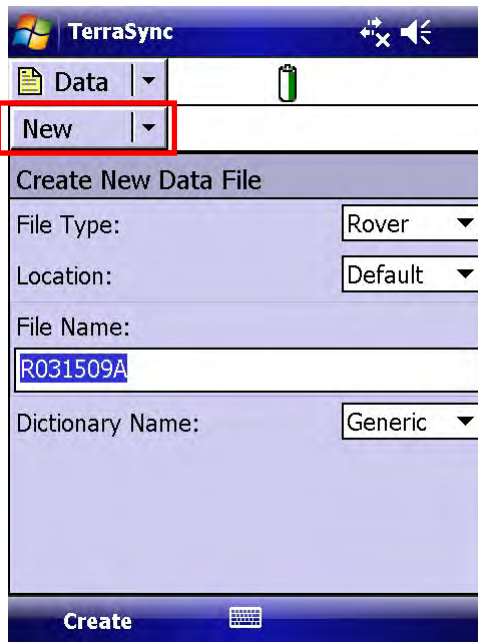 TerraSync
Data
New
Create New Data File
File Type: Rover
Location: Default
File Name:
R031509A
Dictionary Name: Generic
Create